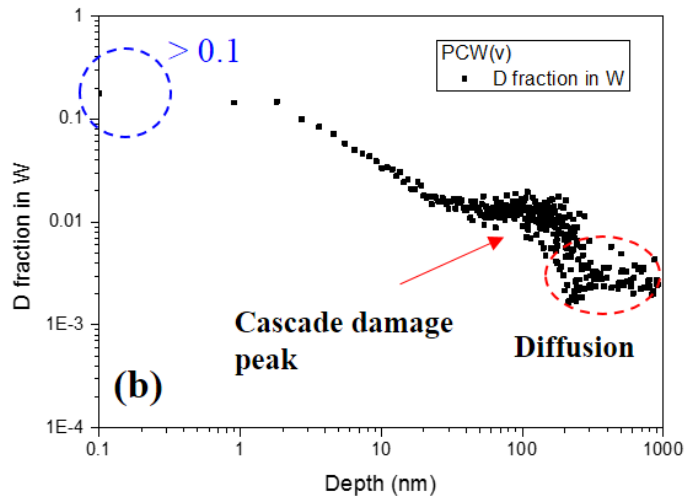 1
> 0.1
PCW(v)
D fraction in W
0.1
D fraction in W
0.01
1E-3
Cascade damage
peak
Diffusion
(b)
1E-4
0.1
1
10
100
1000
Depth (nm)